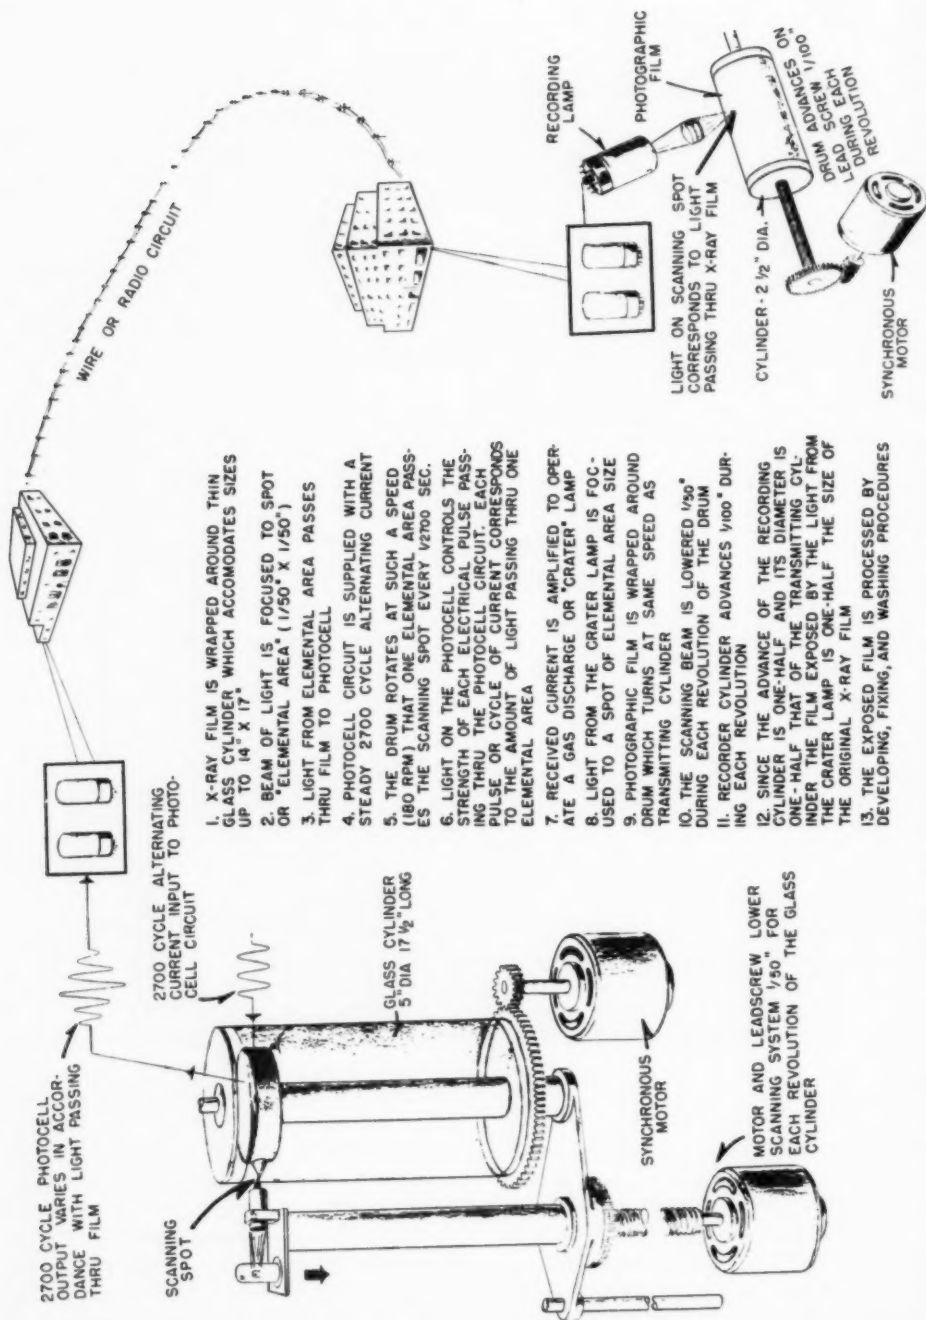 2700 CYCLE PHOTOCELL
OUTPUT VARIES IN ACCOR-
DANCE WITH LIGHT PASSING
THRU FILM
SCANNING
SPOT
2700 CYCLE ALTERNATING
CURRENT INPUT TO PHOTO-
CELL CIRCUIT
GLASS CYLINDER
5" DIA 17 1/2" LONG
SYNCHRONOUS
MOTOR
MOTOR AND LEADSCREW LOWER
SCANNING SYSTEM 1/50" FOR
EACH REVOLUTION OF THE GLASS
CYLINDER
WIRE OR RADIO CIRCUIT
1. X-RAY FILM IS WRAPPED AROUND THIN
GLASS CYLINDER WHICH ACCOMODATES SIZES
UP TO 14" X 17"
2. BEAM OF LIGHT IS FOCUSED TO SPOT
OR "ELEMENTAL AREA" (1/50" X 1/50")
3. LIGHT FROM ELEMENTAL AREA PASSES
THRU FILM TO PHOTOCELL
4. PHOTOCELL CIRCUIT IS SUPPLIED WITH A
STEADY 2700 CYCLE ALTERNATING CURRENT
5. THE DRUM ROTATES AT SUCH A SPEED
(180 RPM) THAT ONE ELEMENTAL AREA PASS-
ES THE SCANNING SPOT EVERY 1/2700 SEC.
6. LIGHT ON THE PHOTOCELL CONTROLS THE
STRENGTH OF EACH ELECTRICAL PULSE PASS-
ING THRU THE PHOTOCELL CIRCUIT. EACH
PULSE OR CYCLE OF CURRENT CORRESPONDS
TO THE AMOUNT OF LIGHT PASSING THRU ONE
ELEMENTAL AREA
7. RECEIVED CURRENT IS AMPLIFIED TO OPER-
ATE A GAS DISCHARGE OR "CRATER" LAMP
8. LIGHT FROM THE CRATER LAMP IS FOC-
USED TO A SPOT OF ELEMENTAL AREA SIZE
9. PHOTOGRAPHIC FILM IS WRAPPED AROUND
DRUM WHICH TURNS AT SAME SPEED AS
TRANSMITTING CYLINDER
10. THE SCANNING BEAM IS LOWERED 1/50"
DURING EACH REVOLUTION OF THE DRUM
11. RECORDER CYLINDER ADVANCES 1/100" DUR-
ING EACH REVOLUTION
12. SINCE THE ADVANCE OF THE RECORDING
CYLINDER IS ONE-HALF AND ITS DIAMETER IS
ONE-HALF THAT OF THE TRANSMITTING CYL-
INDER THE FILM EXPOSED BY THE LIGHT FROM
THE CRATER LAMP IS ONE-HALF THE SIZE OF
THE ORIGINAL X-RAY FILM
13. THE EXPOSED FILM IS PROCESSED BY
DEVELOPING, FIXING, AND WASHING PROCEDURES
RECORDING
LAMP
PHOTOGRAPHIC
FILM
LIGHT ON SCANNING SPOT
CORRESPONDS TO LIGHT
PASSING THRU X-RAY FILM
CYLINDER - 2 1/2" DIA.
DRUM ADVANCES ON
DRUM SCREW 1/100"
LEAD DURING EACH
REVOLUTION
SYNCHRONOUS
MOTOR